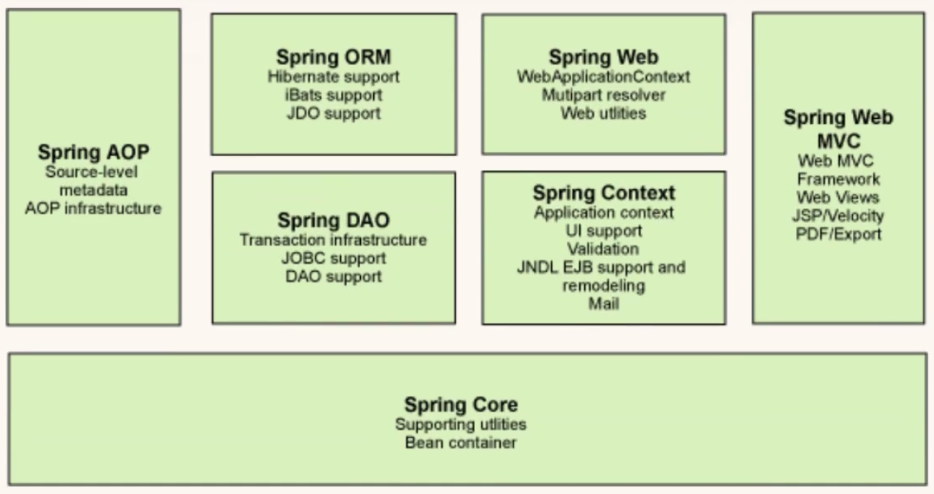 Spring AOP
Source-level
metadata
AOP infrastructure
Spring ORM
Hibernate support
iBats support
JDO support
Spring DAO
Transaction infrastructure
JOBC support
DAO support
Spring Web
WebApplicationContext
Mutipart resolver
Web utlities
Spring Context
Application context
UI support
Validation
JNDL EJB support and
remodeling
Mail
Spring Web
MVC
Web MVC
Framework
Web Views
JSP/Velocity
PDF/Export
Spring Core
Supporting utlities
Bean container